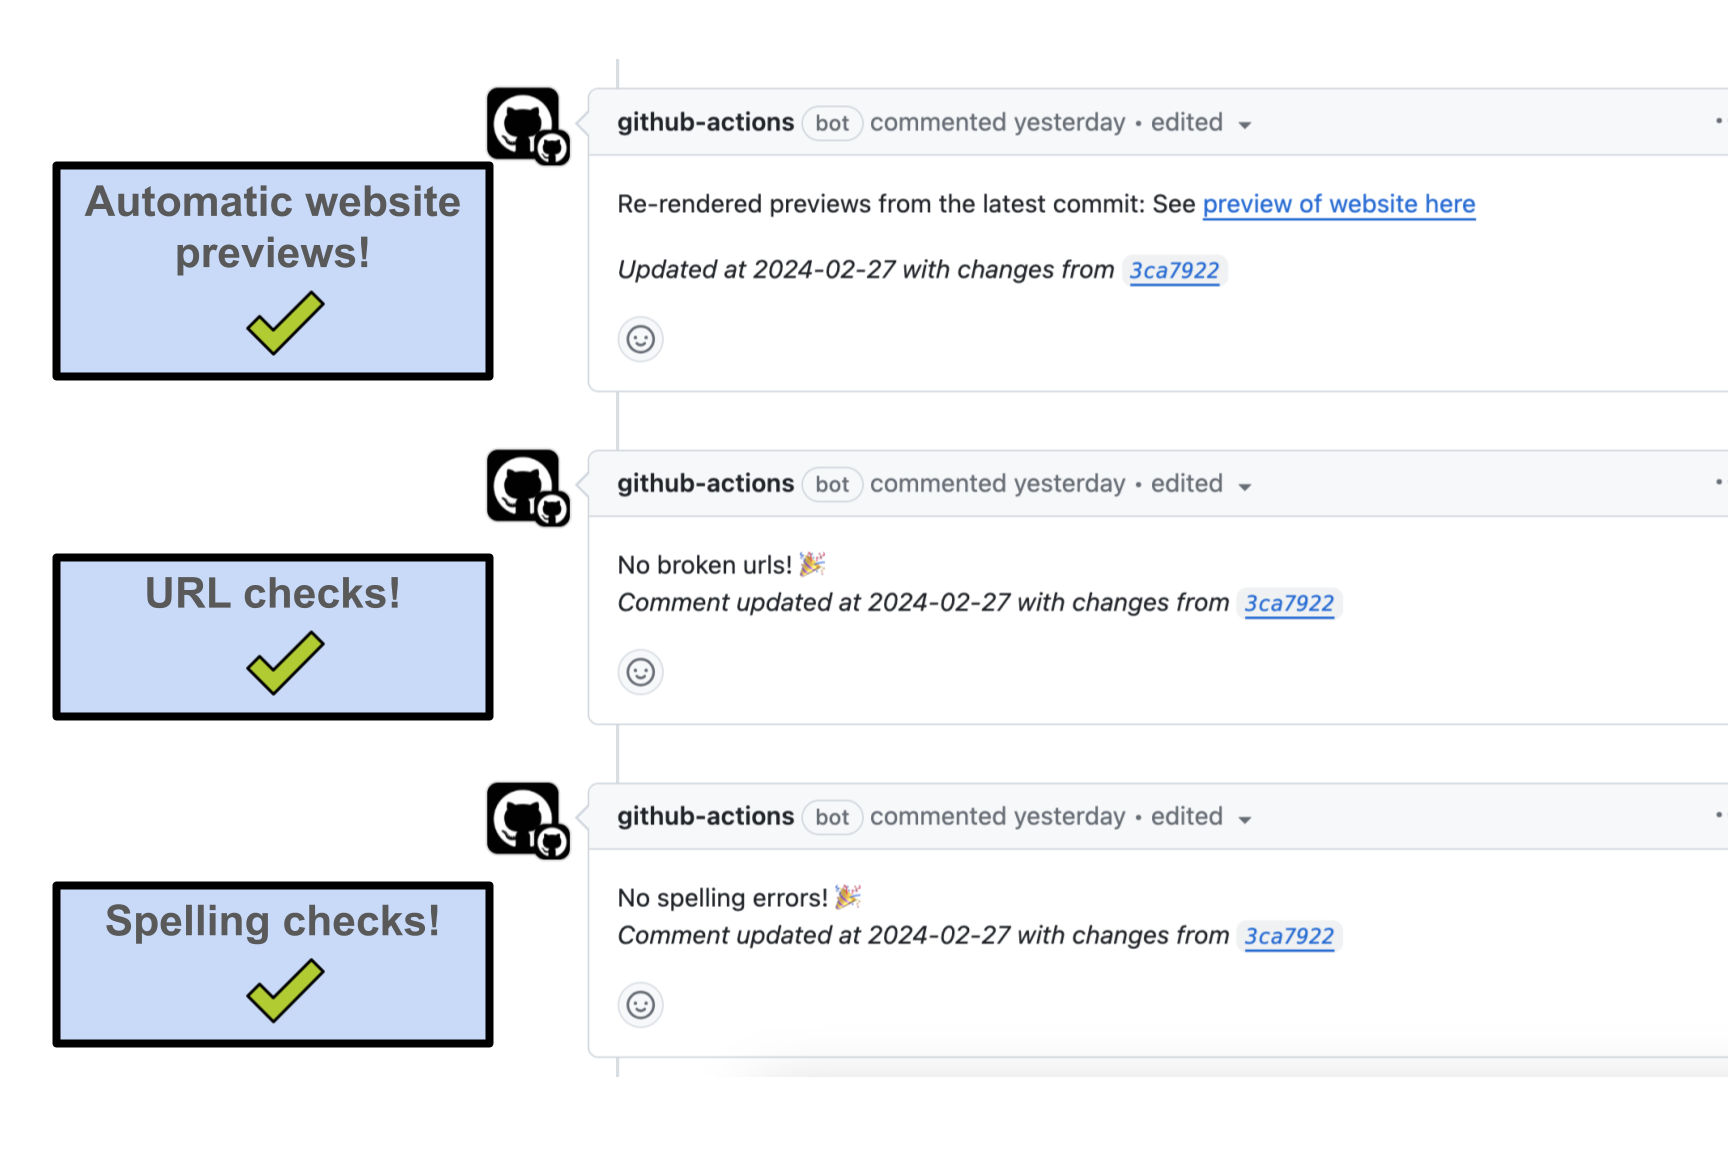 github-actions bot commented yesterday • edited
Automatic website
previews!
Re-rendered previews from the latest commit: See preview of website here
Updated at 2024-02-27 with changes from 3ca7922
github-actions bot commented yesterday • edited
URL checks!
No broken urls! 🎉
Comment updated at 2024-02-27 with changes from 3ca7922
github-actions bot commented yesterday • edited
Spelling checks!
No spelling errors! 🎉
Comment updated at 2024-02-27 with changes from 3ca7922